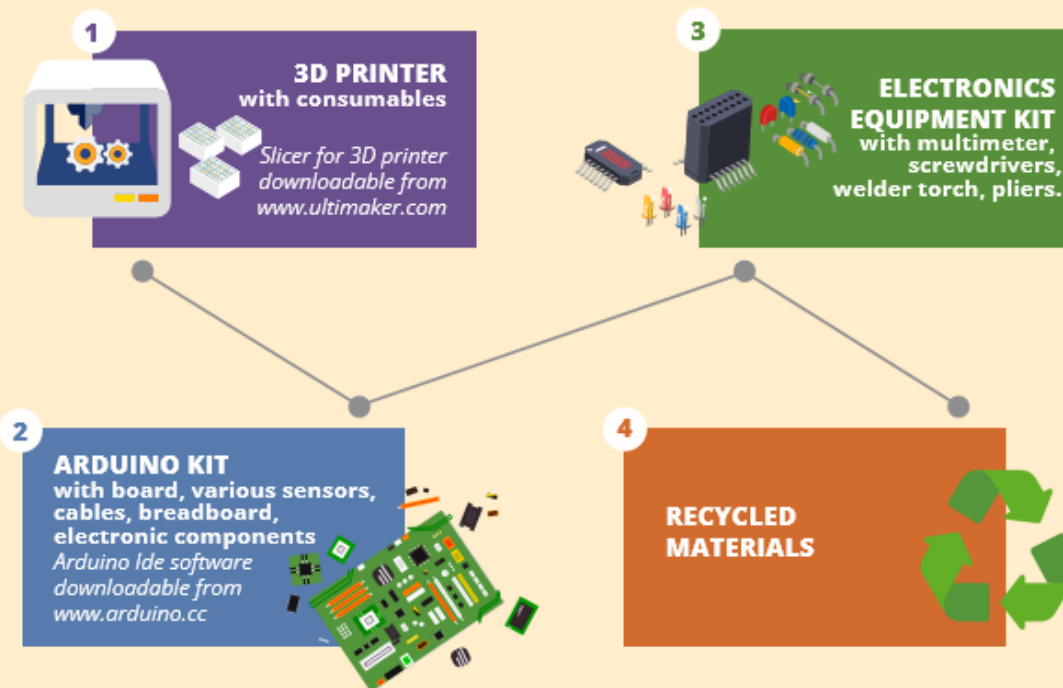 1
3D PRINTER
with consumables
Slicer for 3D printer
downloadable from
www.ultimaker.com
2
ARDUINO KIT
with board, various sensors,
cables, breadboard,
electronic components
Arduino Ide software
downloadable from
www.arduino.cc
3
ELECTRONICS
EQUIPMENT KIT
with multimeter,
screwdrivers,
welder torch, pliers.
4
RECYCLED
MATERIALS